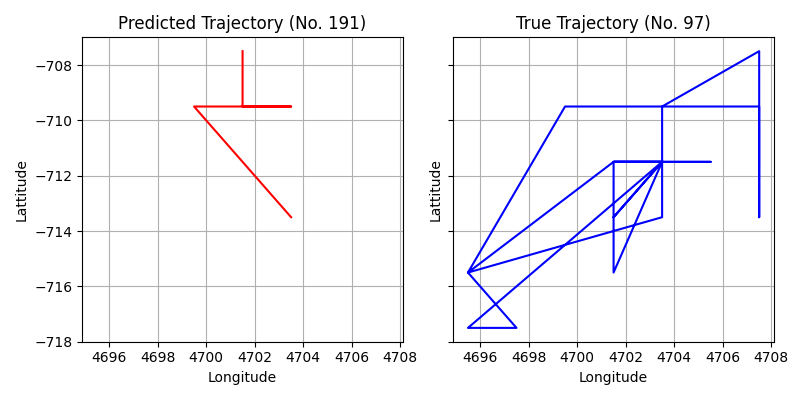 Predicted Trajectory (No. 191)
True Trajectory (No. 97)
Lattitude
−708
−710
−712
−714
−716
−718
4696 4698 4700 4702 4704 4706 4708
Longitude
Lattitude
4696 4698 4700 4702 4704 4706 4708
Longitude